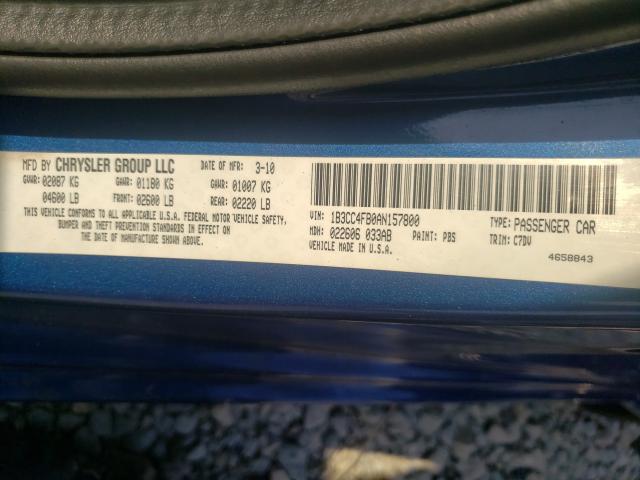 MFD BY CHRYSLER GROUP LLC DATE OF MFR: 3-10
GVWR: 02087 KG GAWR: 01180 KG GAWR: 01007 KG
04600 LB FRONT: 02600 LB REAR: 02220 LB
THIS VEHICLE CONFORMS TO ALL APPLICABLE U.S.A. FEDERAL MOTOR VEHICLE SAFETY,
BUMPER AND THEFT PREVENTION STANDARDS IN EFFECT ON
THE DATE OF MANUFACTURE SHOWN ABOVE.
VIN: 1B3CC4FB0AN157800 TYPE: PASSENGER CAR
MDH: 022606 033AB PAINT: PBS TRIM: C7DV
VEHICLE MADE IN U.S.A. 4658843